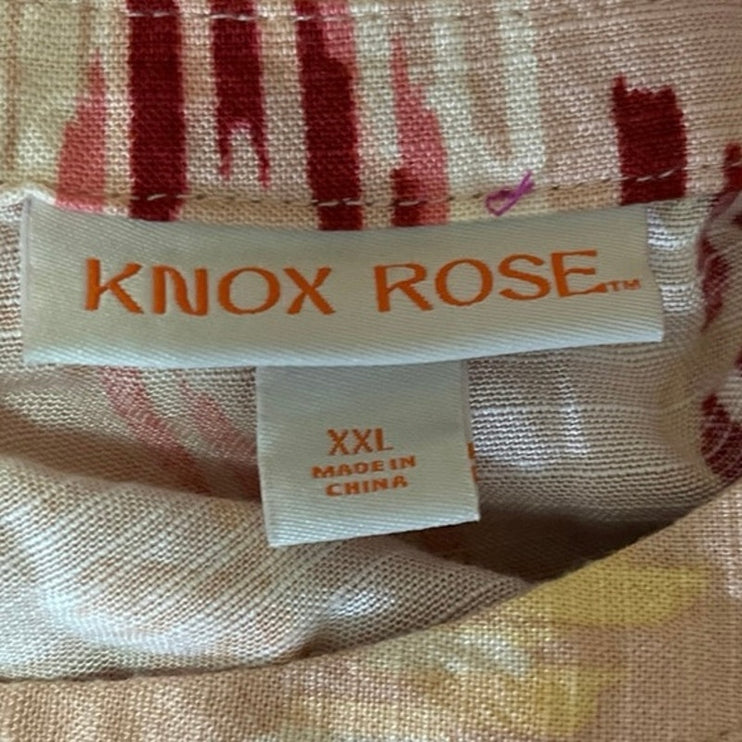 KNOX ROSE™
XXL
MADE IN
CHINA